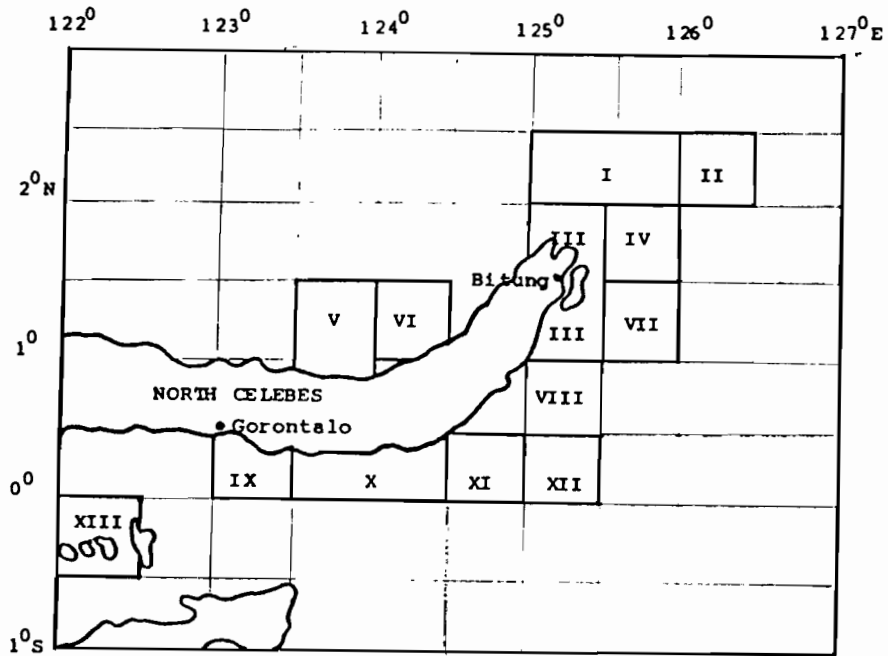 122⁰ 123⁰ 124⁰ 125⁰ 126⁰ 127⁰E
I II
2⁰N
III IV
Bitung
V VI III VII
1⁰
NORTH CELEBES VIII
Gorontalo
IX X XI XII
0⁰
XIII
1⁰S